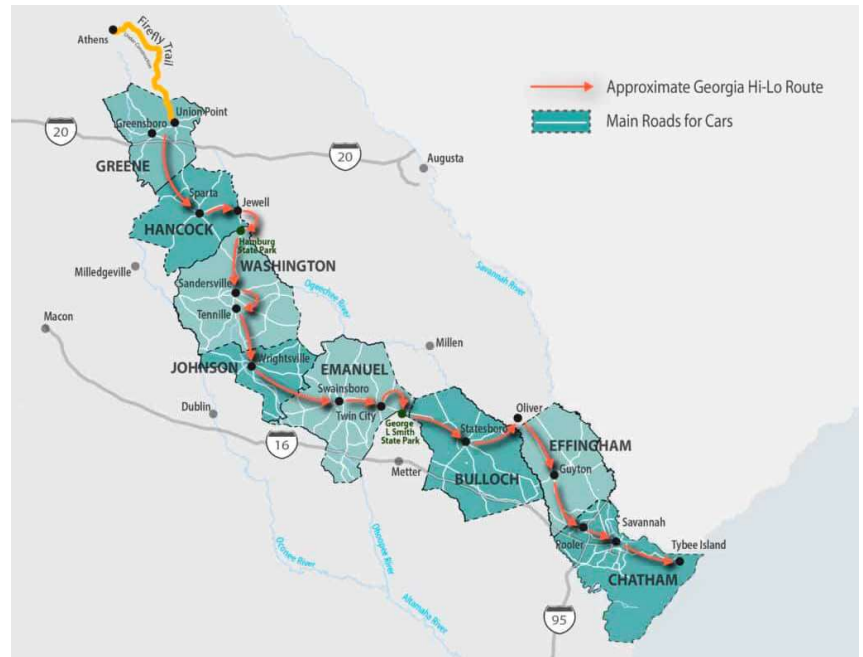 Athens
Firefly Trail
under Construction
Union Point
Greensboro
20
GREENE
20
Augusta
Approximate Georgia Hi-Lo Route
Main Roads for Cars
Sparta
Jewell
HANCOCK
Hamburg
State Park
WASHINGTON
Milledgeville
Sandersville
Ogeechee River
Savannah River
Tennille
Macon
JOHNSON
Wrightsville
EMANUEL
Millen
Swainsboro
Dublin
Twin City
George
L Smith
State Park
Statesboro
Oliver
16
EFFINGHAM
Metter
BULLOCH
Guyton
Oconee River
Ohoopee River
Altamaha River
Pooler
Savannah
Tybee Island
CHATHAM
95